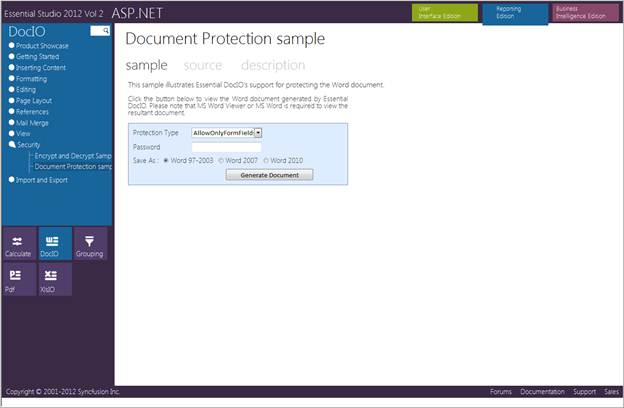 Essential Studio 2012 Vol 2 ASP.NET
User
Interface Edition
Reporting
Edition
Business
Intelligence Edition
DocIO
Product Showcase
Getting Started
Inserting Content
Formatting
Editing
Page Layout
References
Mail Merge
View
Security
Encrypt and Decrypt Samp
Document Protection samp
Import and Export
Calculate
DocIO
Grouping
Pdf
XlsIO
Document Protection sample
sample source description
This sample illustrates Essential DocIO's support for protecting the Word document.
Click the button below to view the Word document generated by Essential
DocIO. Please note that MS Word Viewer or MS Word is required to view the
resultant document.
Protection Type : AllowOnlyFormField
Password
Save As : Word 97-2003 Word 2007 Word 2010
Generate Document
Copyright © 2001-2012 Syncfusion Inc. Forums Documentation Support Sales